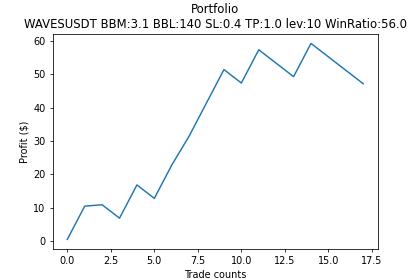 Portfolio
WAVESUSDT BBM:3.1 BBL:140 SL:0.4 TP:1.0 lev:10 WinRatio:56.0
60
50
40
30
20
10
0
Profit ($)
0.0 2.5 5.0 7.5 10.0 12.5 15.0 17.5
Trade counts